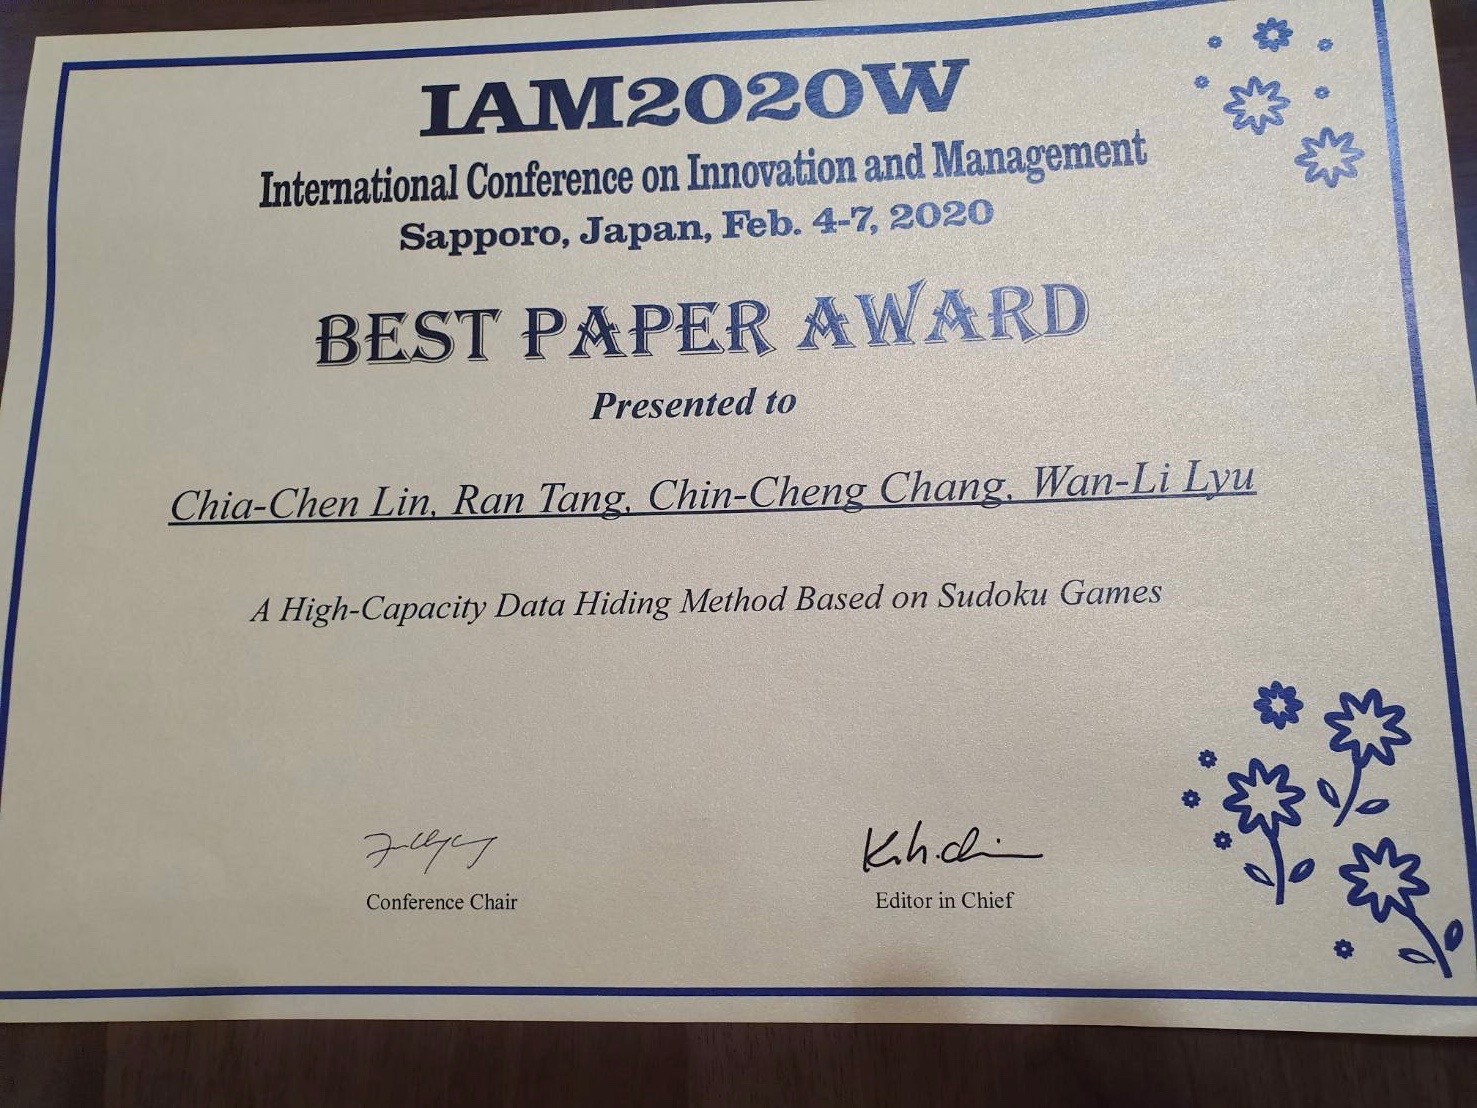 IAM2020W
International Conference on Innovation and Management
Sapporo, Japan, Feb. 4-7, 2020
BEST PAPER AWARD
Presented to
Chia-Chen Lin, Ran Tang, Chin-Cheng Chang, Wan-Li Lyu
A High-Capacity Data Hiding Method Based on Sudoku Games
Conference Chair
Editor in Chief